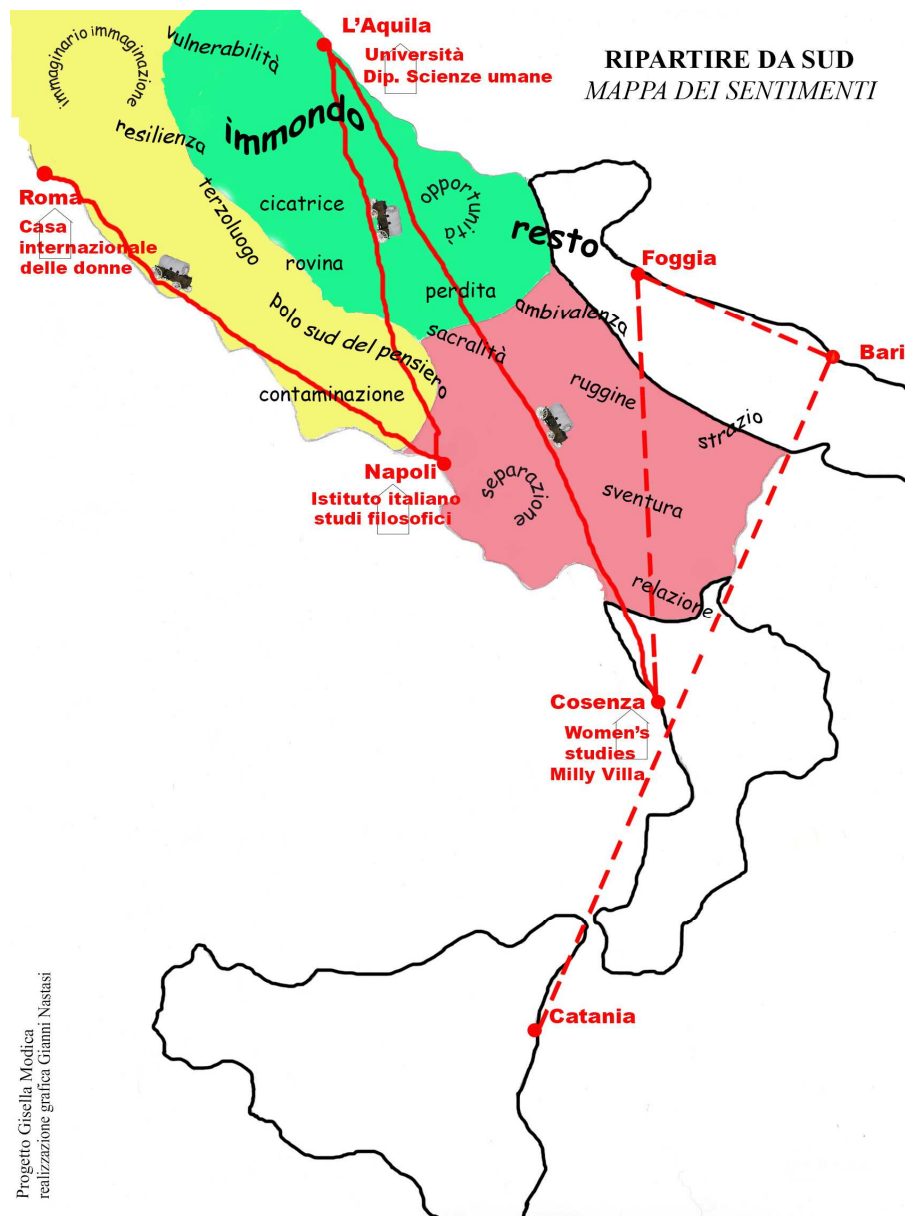 RIPARTIRE DA SUD
MAPPA DEI SENTIMENTI
L'Aquila
Università
Dip. Scienze umane
immaginario immaginazione
vulnerabilità
resilienza
immondo
Roma
Casa
internazionale
delle donne
terzoluogo
cicatrice
opportunità
resto
rovina
perdita
Foggia
ambivalenza
polo sud del pensiero
sacralità
Bari
contaminazione
ruggine
strazio
Napoli
Istituto italiano
studi filosofici
separazione
sventura
relazione
Cosenza
Women's
studies
Milly Villa
Catania
Progetto Gisella Modica
realizzazione grafica Gianni Nastasi